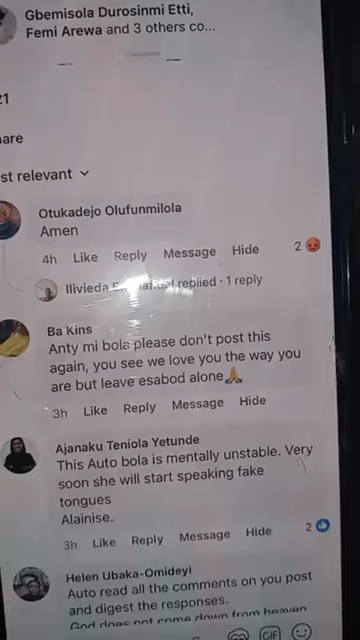 Gbemisola Durosinmi Etti,
Femi Arewa and 3 others co...
21
are
st relevant
Otukadejo Olufunmilola
Amen
4h Like Reply Message Hide 2
Ilivieda replied · 1 reply
Ba Kins
Anty mi bola please don't post this
again, you see we love you the way you
are but leave esabod alone🙏
3h Like Reply Message Hide
Ajanaku Teniola Yetunde
This Auto bola is mentally unstable. Very
soon she will start speaking fake
tongues
Alainise.
3h Like Reply Message Hide 2
Helen Ubaka-Omideyi
Auto read all the comments on you post
and digest the responses.
God does not come down from heaven
GIF